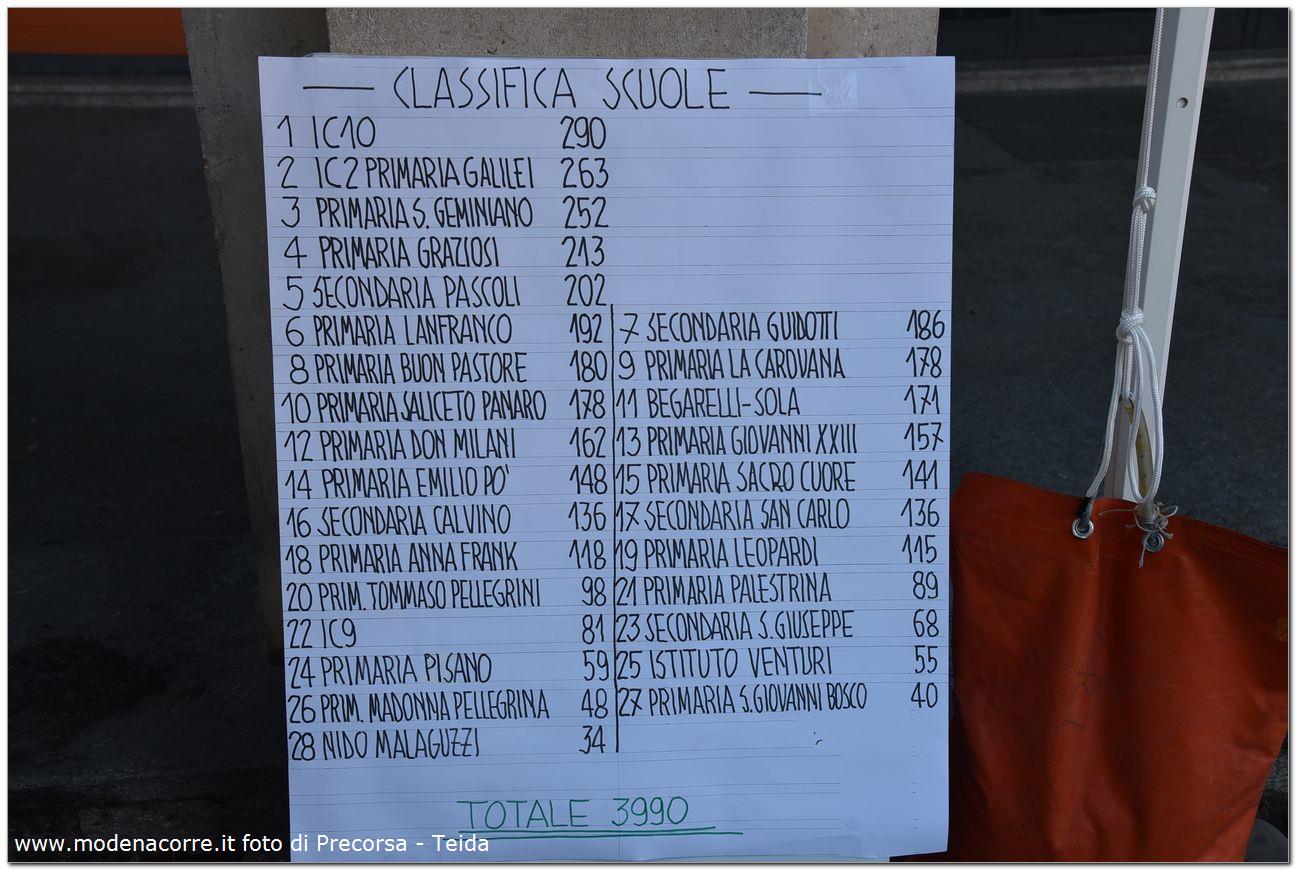 CLASSIFICA SCUOLE
1 IC10 290
2 IC2 PRIMARIA GALILEI 263
3 PRIMARIA S. GEMINIANO 252
4 PRIMARIA GRAZIOSI 213
5 SECONDARIA PASCOLI 202
6 PRIMARIA LANFRANCO 192 7 SECONDARIA GUIDOTTI 186
8 PRIMARIA BUON PASTORE 180 9 PRIMARIA LA CAROVANA 178
10 PRIMARIA SALICETO PANARO 178 11 BEGARELLI-SOLA 171
12 PRIMARIA DON MILANI 162 13 PRIMARIA GIOVANNI XXIII 157
14 PRIMARIA EMILIO PO' 148 15 PRIMARIA SACRO CUORE 141
16 SECONDARIA CALVINO 136 17 SECONDARIA SAN CARLO 136
18 PRIMARIA ANNA FRANK 118 19 PRIMARIA LEOPARDI 115
20 PRIM. TOMMASO PELLEGRINI 98 21 PRIMARIA PALESTRINA 89
22 IC9 81 23 SECONDARIA S. GIUSEPPE 68
24 PRIMARIA PISANO 59 25 ISTITUTO VENTURI 55
26 PRIM. MADONNA PELLEGRINA 48 27 PRIMARIA S. GIOVANNI BOSCO 40
28 NIDO MALAGUZZI 34
TOTALE 3990
www.modenacorre.it foto di Precorsa - Teida